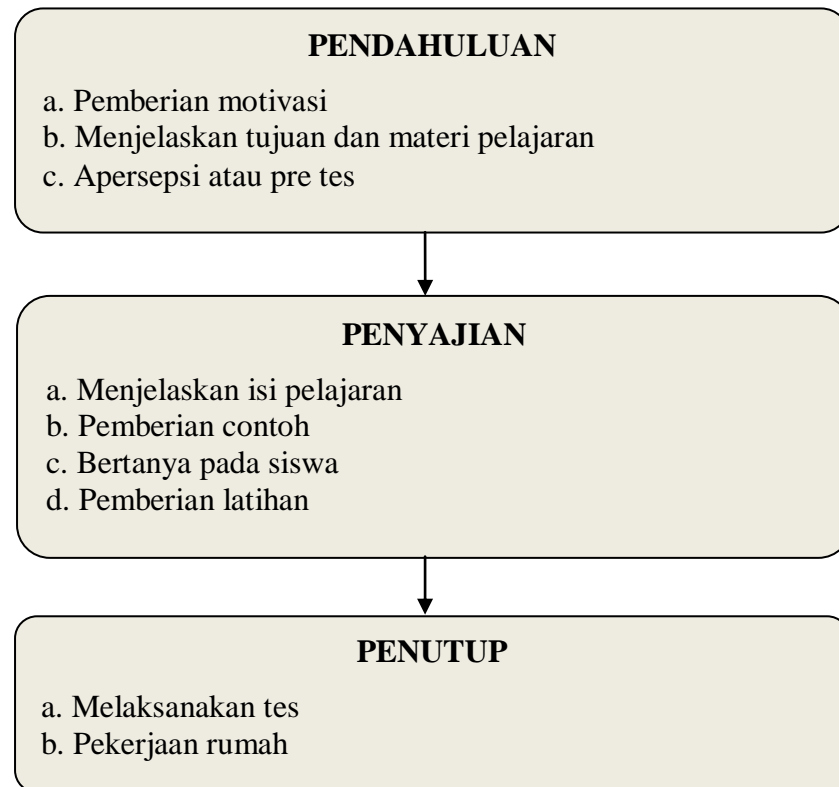 PENDAHULUAN
a. Pemberian motivasi
b. Menjelaskan tujuan dan materi pelajaran
c. Apersepsi atau pre tes
PENYAJIAN
a. Menjelaskan isi pelajaran
b. Pemberian contoh
c. Bertanya pada siswa
d. Pemberian latihan
PENUTUP
a. Melaksanakan tes
b. Pekerjaan rumah